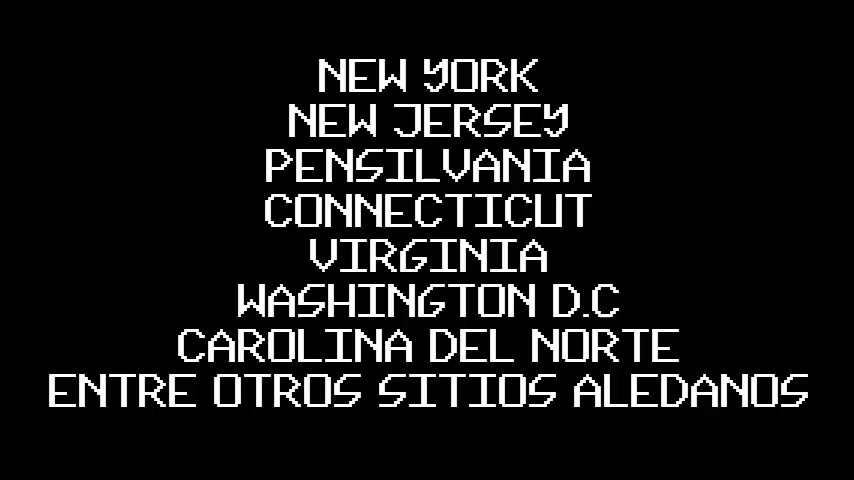 NEW YORK
NEW JERSEY
PENSILVANIA
CONNECTICUT
VIRGINIA
WASHINGTON D.C
CAROLINA DEL NORTE
ENTRE OTROS SITIOS ALEDANOS